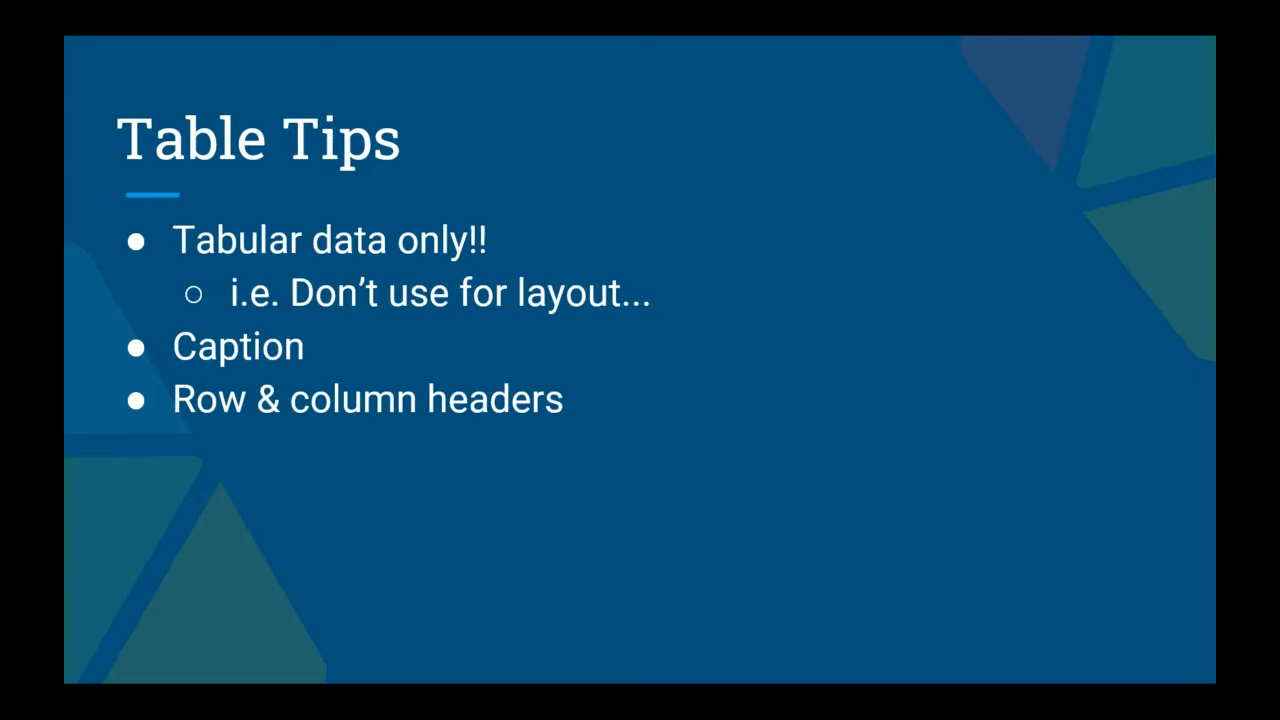 Table Tips
● Tabular data only!!
○ i.e. Don’t use for layout...
● Caption
● Row & column headers